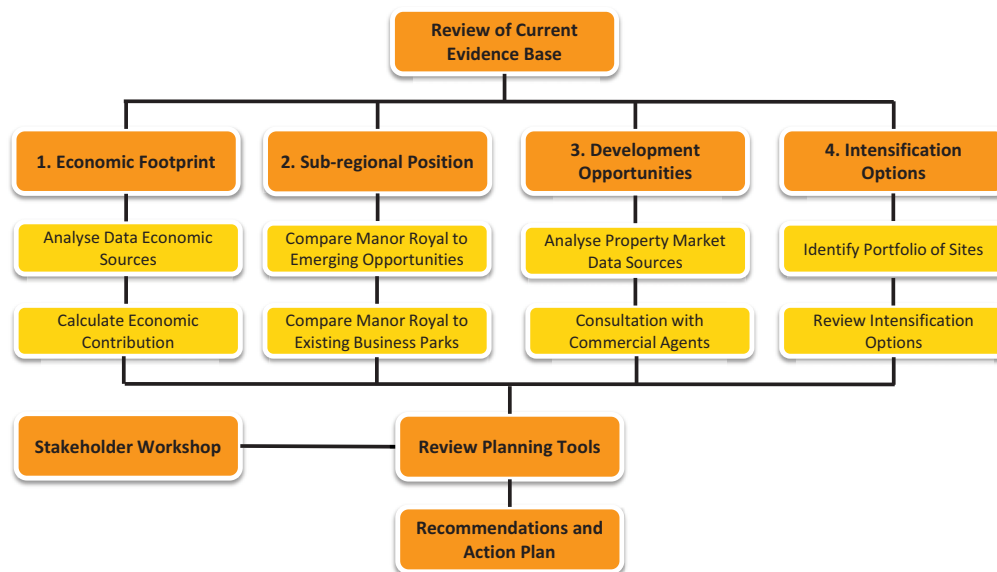 Review of Current
Evidence Base
1. Economic Footprint
2. Sub-regional Position
3. Development
Opportunities
4. Intensification
Options
Analyse Data Economic
Sources
Compare Manor Royal to
Emerging Opportunities
Analyse Property Market
Data Sources
Identify Portfolio of Sites
Calculate Economic
Contribution
Compare Manor Royal to
Existing Business Parks
Consultation with
Commercial Agents
Review Intensification
Options
Stakeholder Workshop
Review Planning Tools
Recommendations and
Action Plan